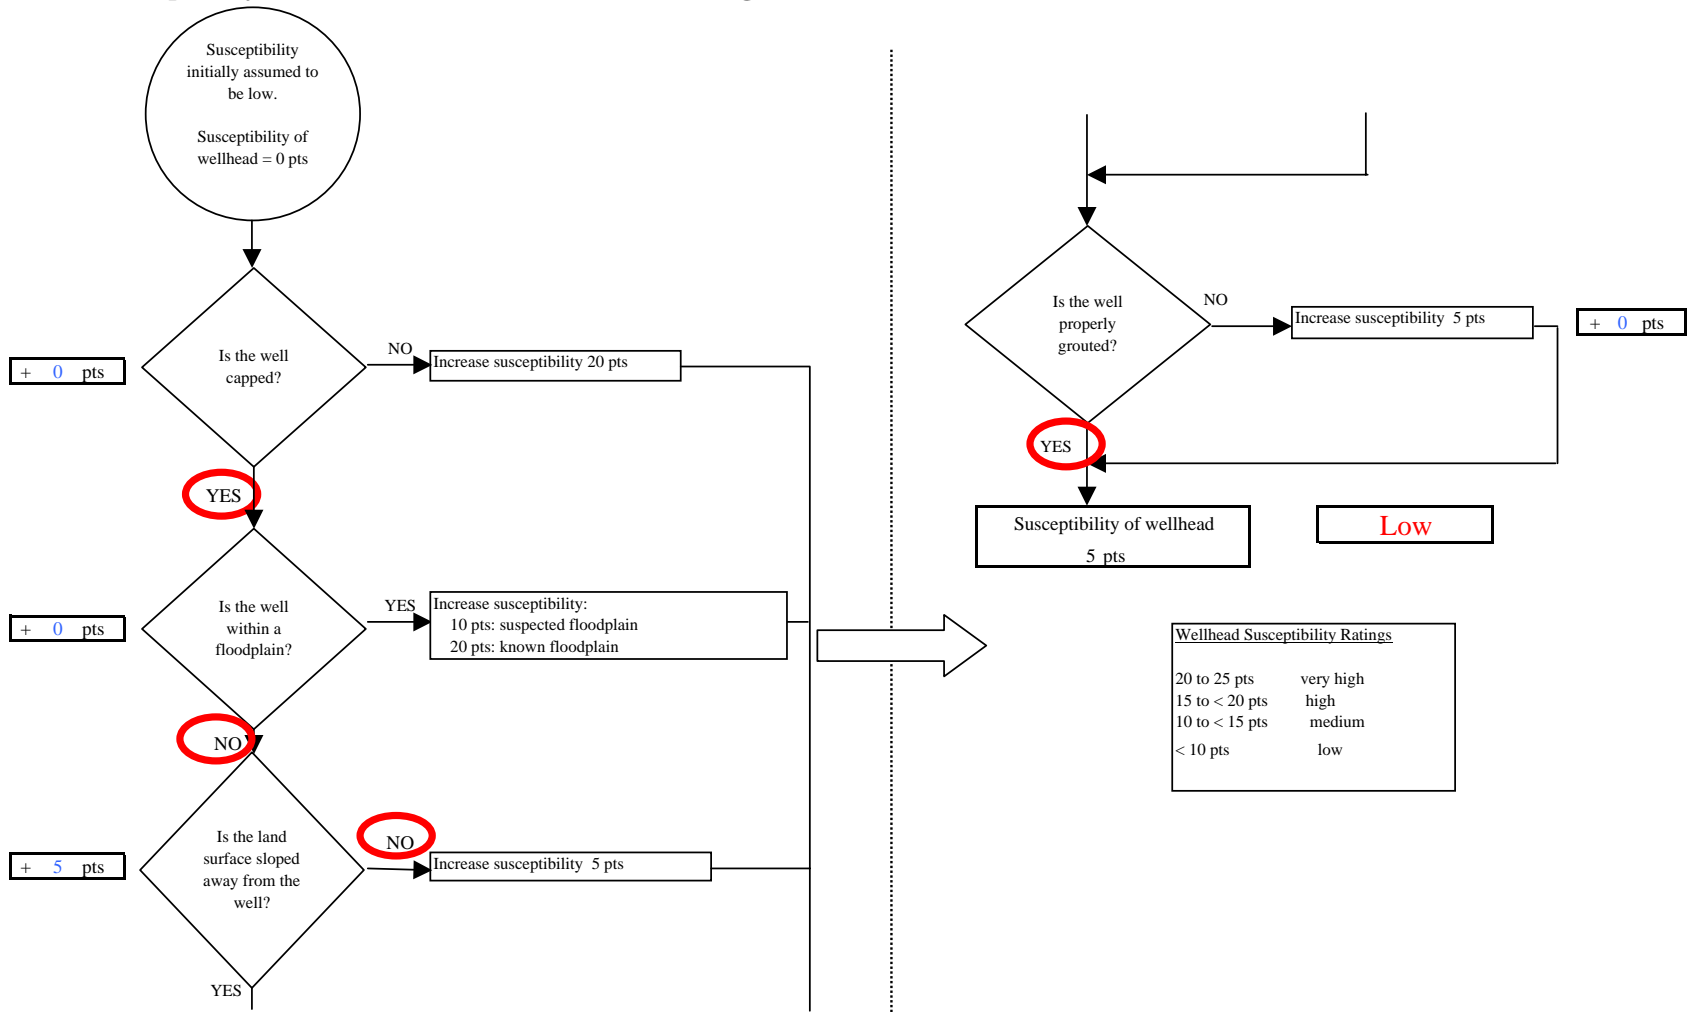 Susceptibility
initially assumed to
be low.
Susceptibility of
wellhead = 0 pts
Is the well
capped?
NO
Increase susceptibility 20 pts
+ 0 pts
YES
Is the well
within a
floodplain?
YES
Increase susceptibility:
10 pts: suspected floodplain
20 pts: known floodplain
+ 0 pts
NO
Is the land
surface sloped
away from the
well?
NO
Increase susceptibility 5 pts
+ 5 pts
YES
Is the well
properly
grouted?
NO
Increase susceptibility 5 pts
+ 0 pts
YES
Susceptibility of wellhead
5 pts
Low
Wellhead Susceptibility Ratings
20 to 25 pts very high
15 to < 20 pts high
10 to < 15 pts medium
< 10 pts low